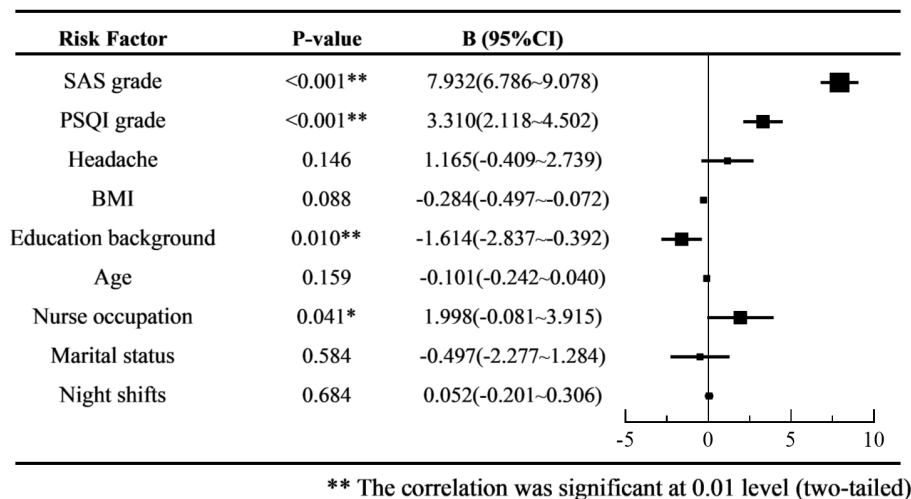 Risk Factor P-value B (95%CI)
SAS grade <0.001** 7.932(6.786~9.078)
PSQI grade <0.001** 3.310(2.118~4.502)
Headache 0.146 1.165(-0.409~2.739)
BMI 0.088 -0.284(-0.497~-0.072)
Education background 0.010** -1.614(-2.837~-0.392)
Age 0.159 -0.101(-0.242~0.040)
Nurse occupation 0.041* 1.998(-0.081~3.915)
Marital status 0.584 -0.497(-2.277~1.284)
Night shifts 0.684 0.052(-0.201~0.306)
-5 0 5 10
** The correlation was significant at 0.01 level (two-tailed)